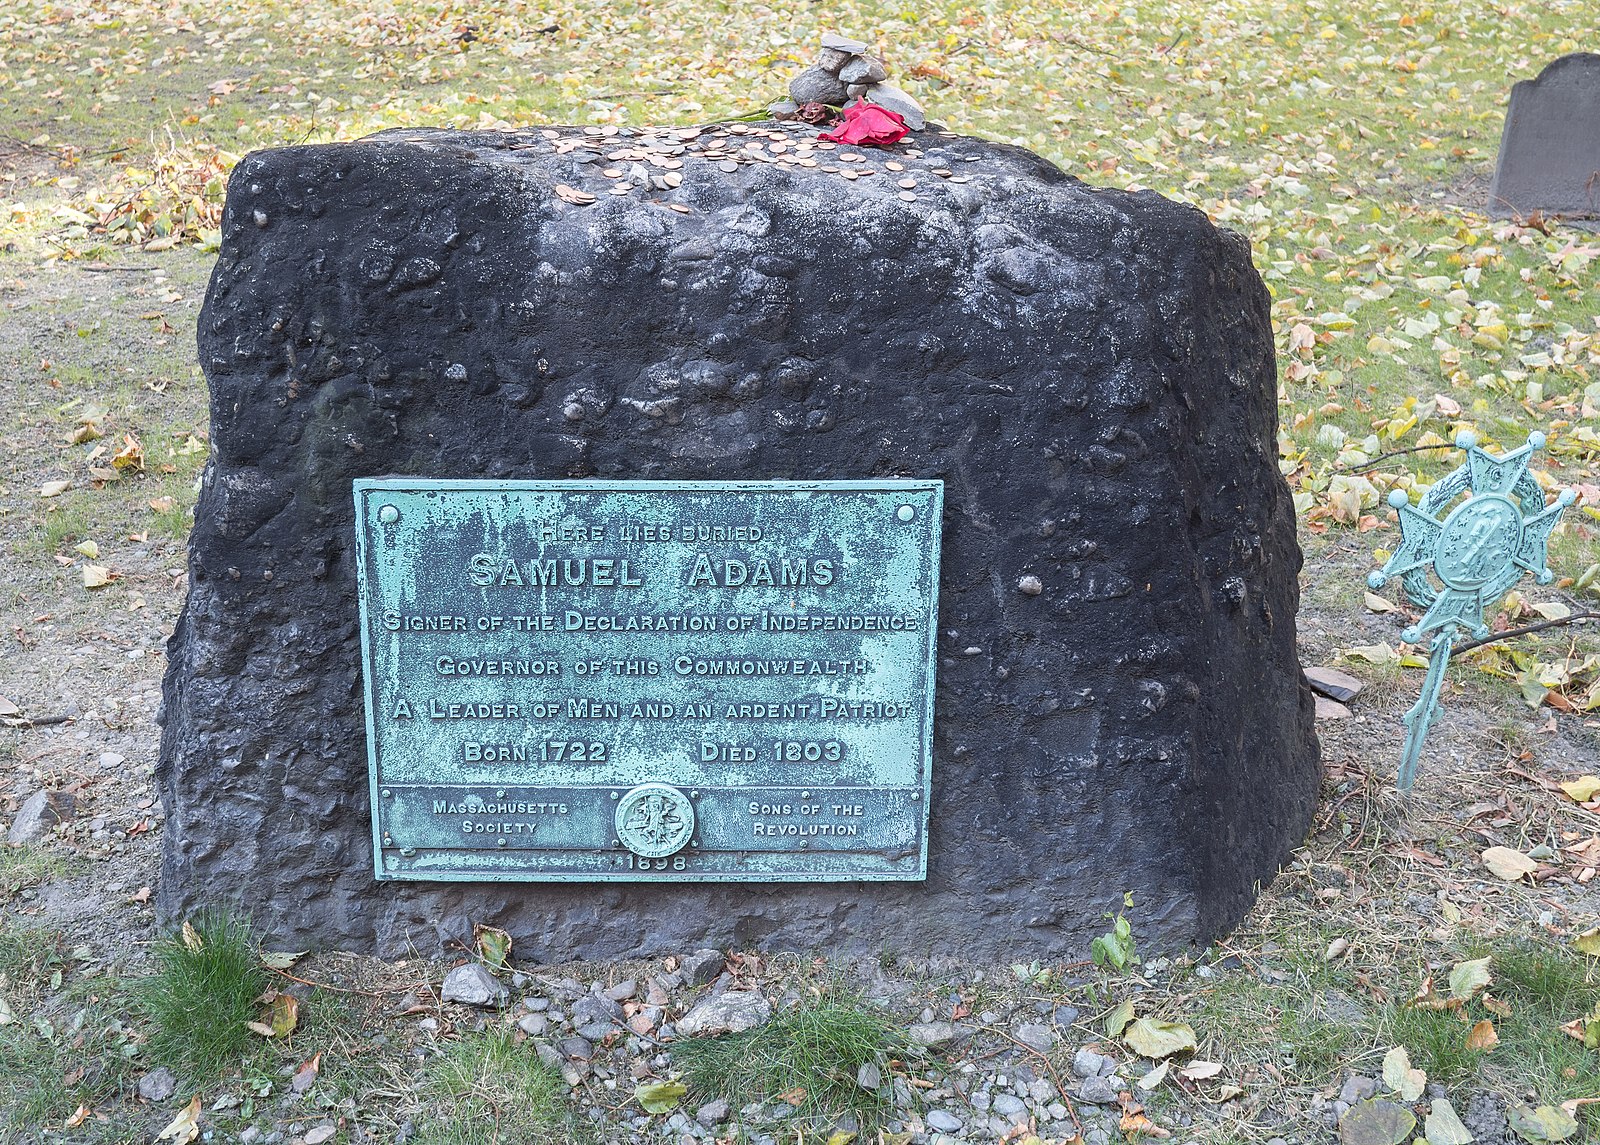 Here lies buried
Samuel Adams
Signer of the Declaration of Independence
Governor of this Commonwealth
A Leader of Men and an ardent Patriot
Born 1722 Died 1803
Massachusetts
Society
Sons of the
Revolution
1898